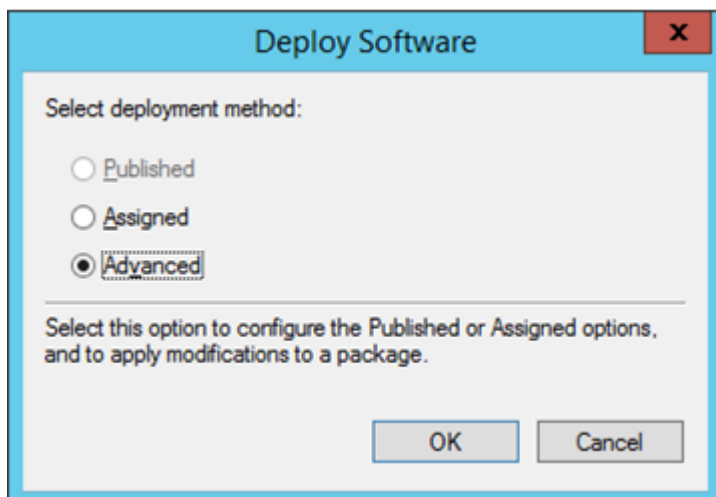 Deploy Software
x
Select deployment method:
Published
Assigned
Advanced
Select this option to configure the Published or Assigned options,
and to apply modifications to a package.
OK Cancel